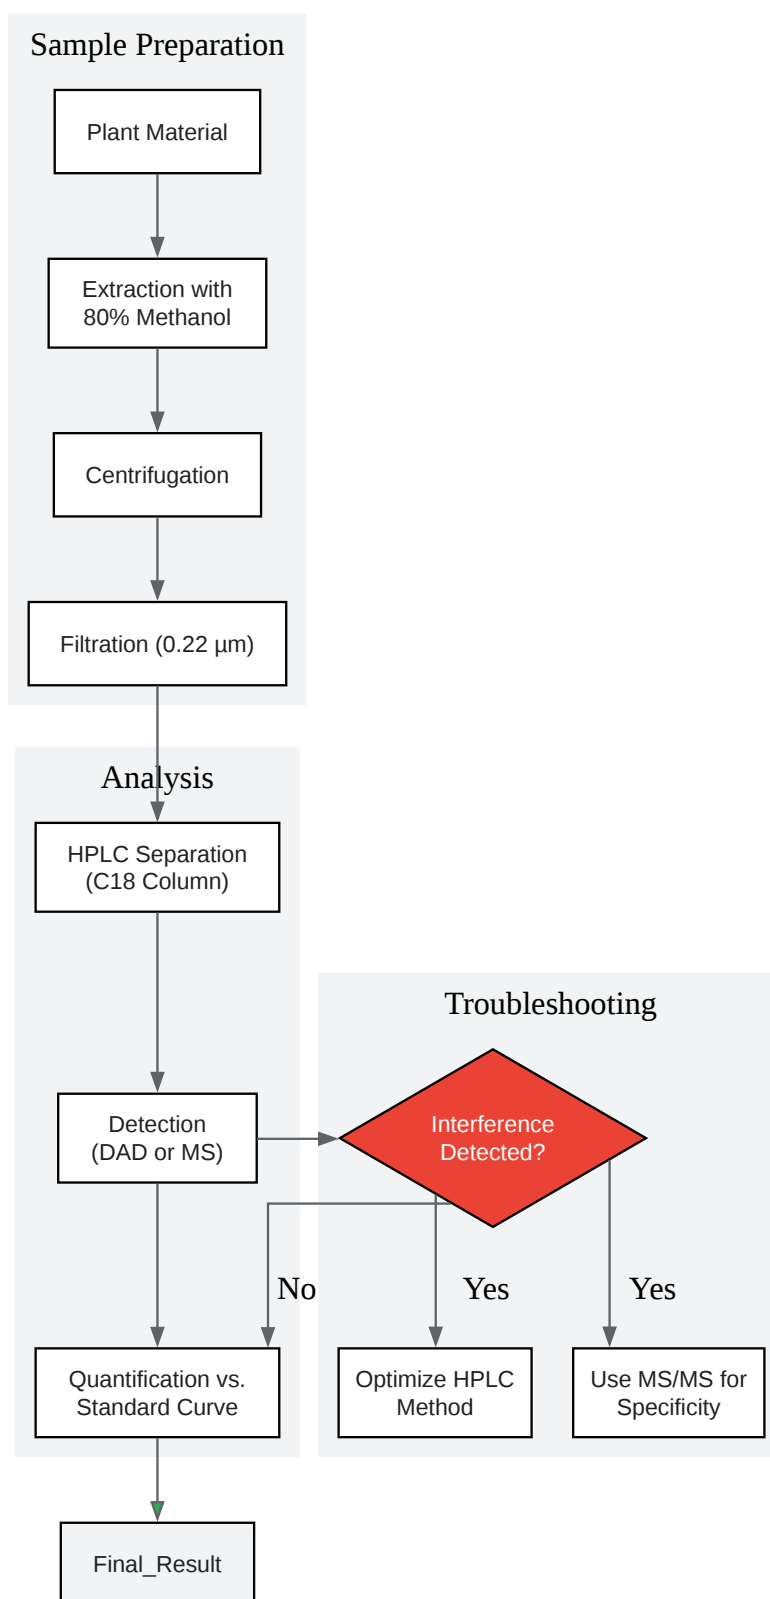 Sample Preparation
Plant Material
Extraction with
80% Methanol
Centrifugation
Filtration (0.22 µm)
Analysis
HPLC Separation
(C18 Column)
Troubleshooting
Detection
(DAD or MS)
Interference
Detected?
No
Yes
Yes
Quantification vs.
Standard Curve
Optimize HPLC
Method
Use MS/MS for
Specificity
Final_Result